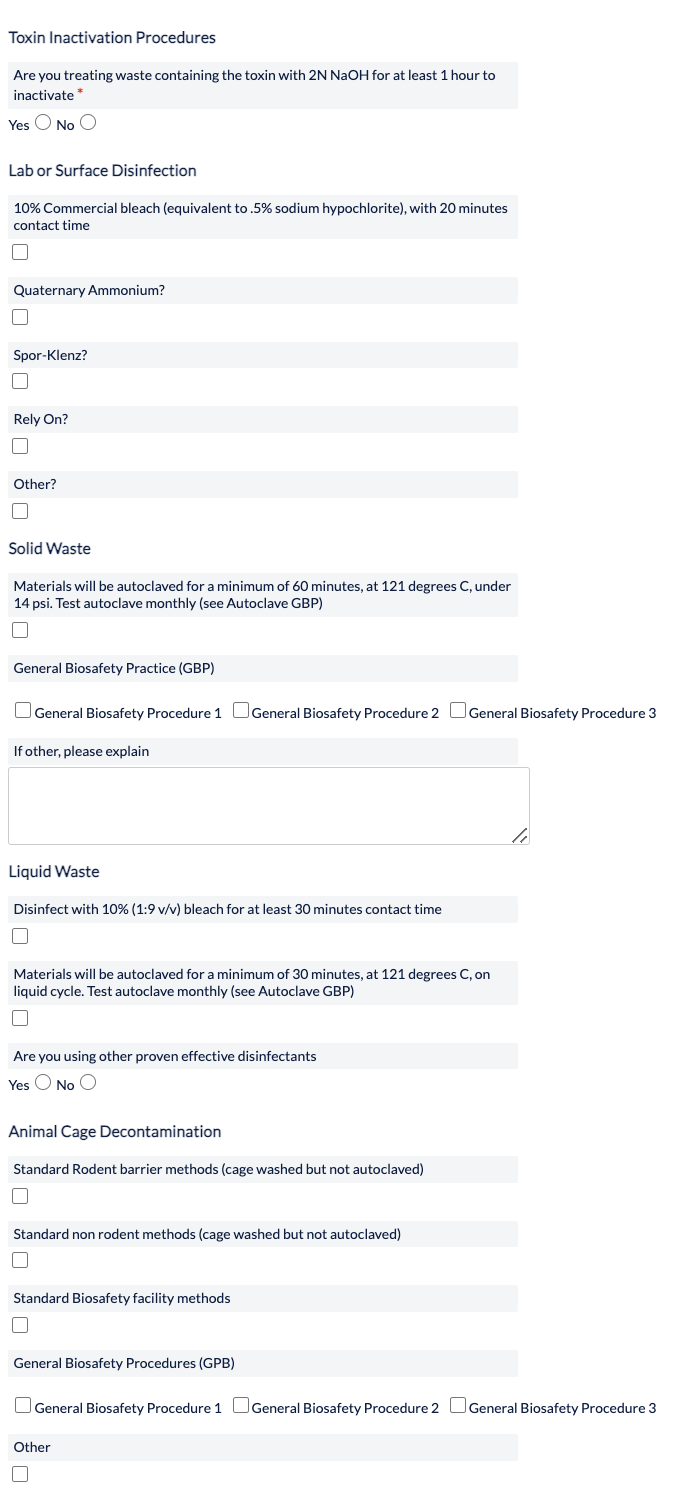 Toxin Inactivation Procedures
Are you treating waste containing the toxin with 2N NaOH for at least 1 hour to
inactivate *
Yes No
Lab or Surface Disinfection
10% Commercial bleach (equivalent to .5% sodium hypochlorite), with 20 minutes
contact time
Quaternary Ammonium?
Spor-Klenz?
Rely On?
Other?
Solid Waste
Materials will be autoclaved for a minimum of 60 minutes, at 121 degrees C, under
14 psi. Test autoclave monthly (see Autoclave GBP)
General Biosafety Practice (GBP)
General Biosafety Procedure 1 General Biosafety Procedure 2 General Biosafety Procedure 3
If other, please explain
Liquid Waste
Disinfect with 10% (1:9 v/v) bleach for at least 30 minutes contact time
Materials will be autoclaved for a minimum of 30 minutes, at 121 degrees C, on
liquid cycle. Test autoclave monthly (see Autoclave GBP)
Are you using other proven effective disinfectants
Yes No
Animal Cage Decontamination
Standard Rodent barrier methods (cage washed but not autoclaved)
Standard non rodent methods (cage washed but not autoclaved)
Standard Biosafety facility methods
General Biosafety Procedures (GPB)
General Biosafety Procedure 1 General Biosafety Procedure 2 General Biosafety Procedure 3
Other